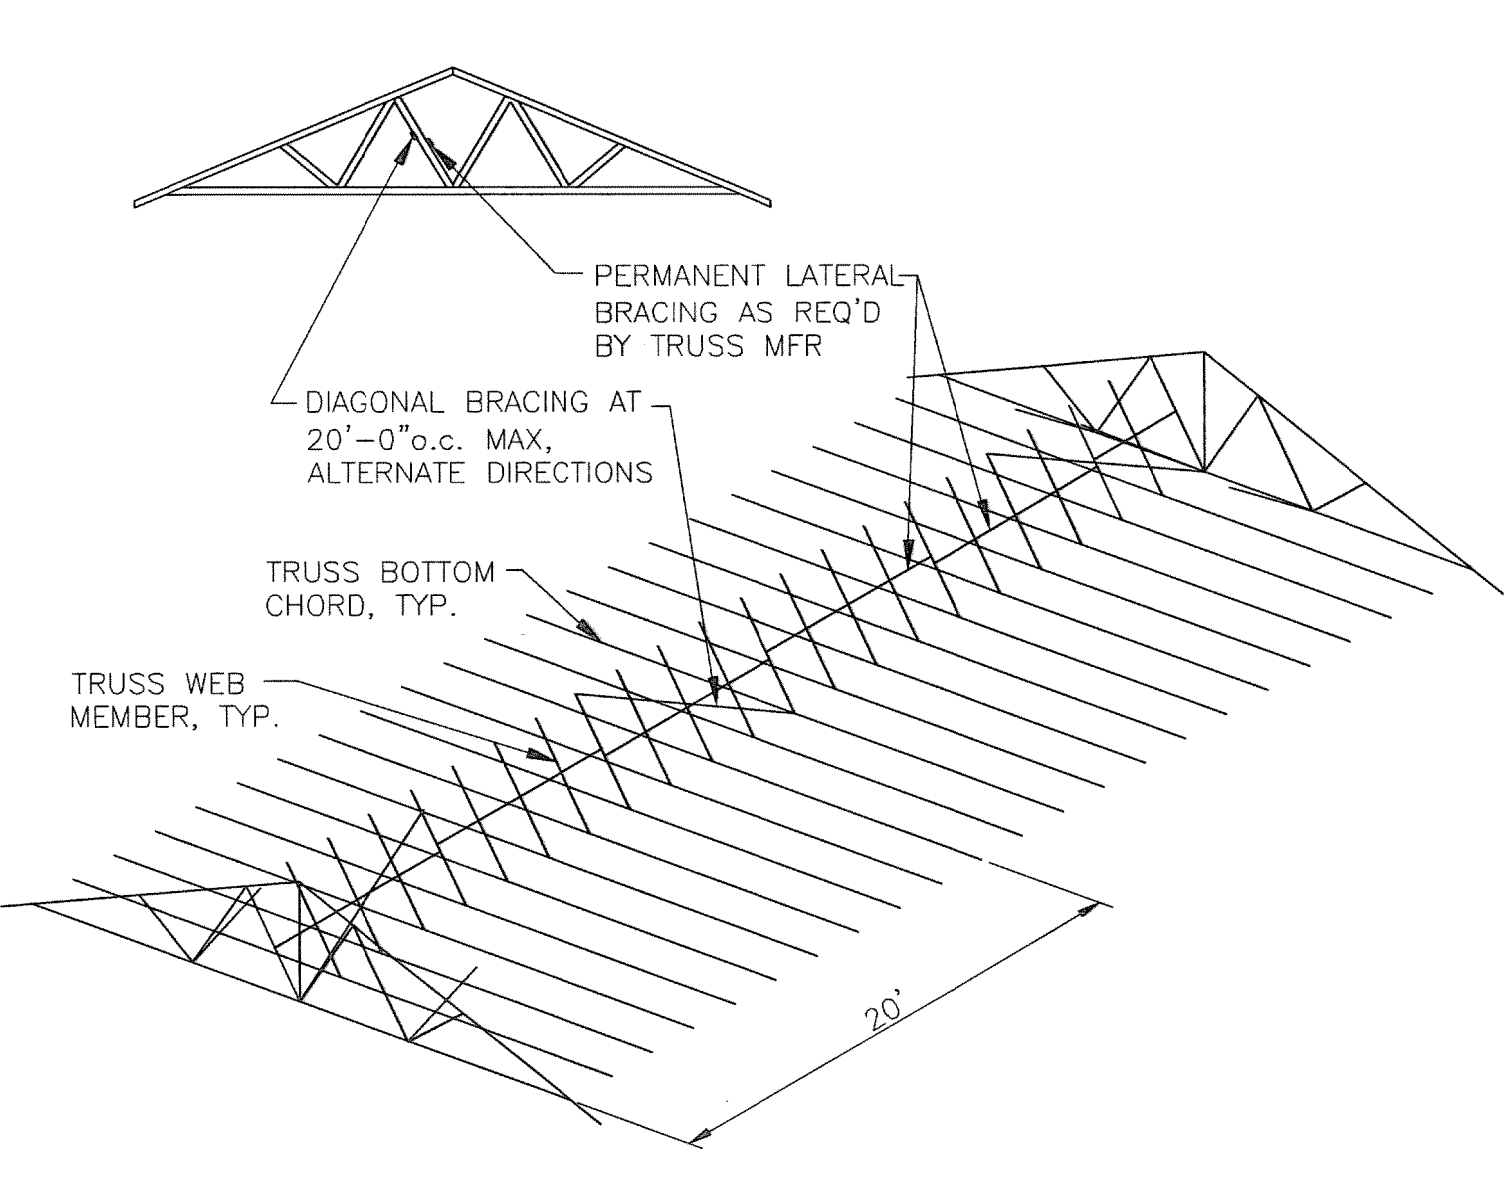 PERMANENT LATERAL
BRACING AS REQ'D
BY TRUSS MFR
DIAGONAL BRACING AT
20'-0"o.c. MAX,
ALTERNATE DIRECTIONS
TRUSS BOTTOM
CHORD, TYP.
TRUSS WEB
MEMBER, TYP.
20'